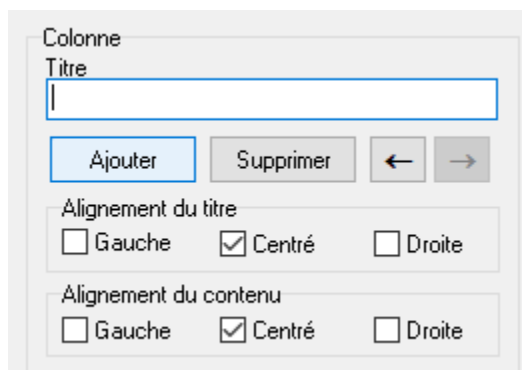 Colonne
Titre
Ajouter Supprimer ← →
Alignement du titre
Gauche Centré Droite
Alignement du contenu
Gauche Centré Droite